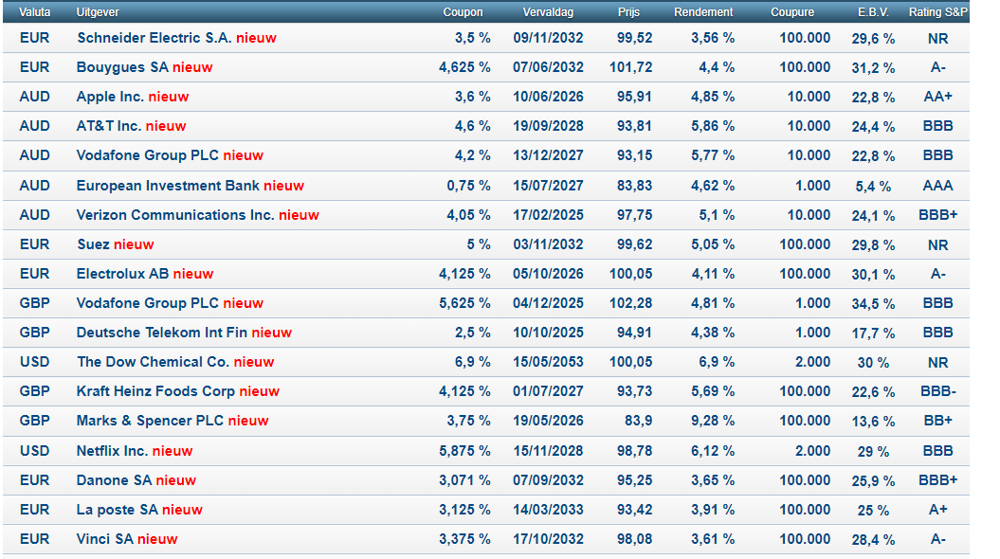 Valuta Uitgever Coupon Vervaldag Prijs Rendement Coupure E.B.V. Rating S&P
EUR Schneider Electric S.A. nieuw 3,5 % 09/11/2032 99,52 3,56 % 100.000 29,6 % NR
EUR Bouygues SA nieuw 4,625 % 07/06/2032 101,72 4,4 % 100.000 31,2 % A-
AUD Apple Inc. nieuw 3,6 % 10/06/2026 95,91 4,85 % 10.000 22,8 % AA+
AUD AT&T Inc. nieuw 4,6 % 19/09/2028 93,81 5,86 % 10.000 24,4 % BBB
AUD Vodafone Group PLC nieuw 4,2 % 13/12/2027 93,15 5,77 % 10.000 22,8 % BBB
AUD European Investment Bank nieuw 0,75 % 15/07/2027 83,83 4,62 % 1.000 5,4 % AAA
AUD Verizon Communications Inc. nieuw 4,05 % 17/02/2025 97,75 5,1 % 10.000 24,1 % BBB+
EUR Suez nieuw 5 % 03/11/2032 99,62 5,05 % 100.000 29,8 % NR
EUR Electrolux AB nieuw 4,125 % 05/10/2026 100,05 4,11 % 100.000 30,1 % A-
GBP Vodafone Group PLC nieuw 5,625 % 04/12/2025 102,28 4,81 % 1.000 34,5 % BBB
GBP Deutsche Telekom Int Fin nieuw 2,5 % 10/10/2025 94,91 4,38 % 1.000 17,7 % BBB
USD The Dow Chemical Co. nieuw 6,9 % 15/05/2053 100,05 6,9 % 2.000 30 % NR
GBP Kraft Heinz Foods Corp nieuw 4,125 % 01/07/2027 93,73 5,69 % 100.000 22,6 % BBB-
GBP Marks & Spencer PLC nieuw 3,75 % 19/05/2026 83,9 9,28 % 100.000 13,6 % BB+
USD Netflix Inc. nieuw 5,875 % 15/11/2028 98,78 6,12 % 2.000 29 % BBB
EUR Danone SA nieuw 3,071 % 07/09/2032 95,25 3,65 % 100.000 25,9 % BBB+
EUR La poste SA nieuw 3,125 % 14/03/2033 93,42 3,91 % 100.000 25 % A+
EUR Vinci SA nieuw 3,375 % 17/10/2032 98,08 3,61 % 100.000 28,4 % A-